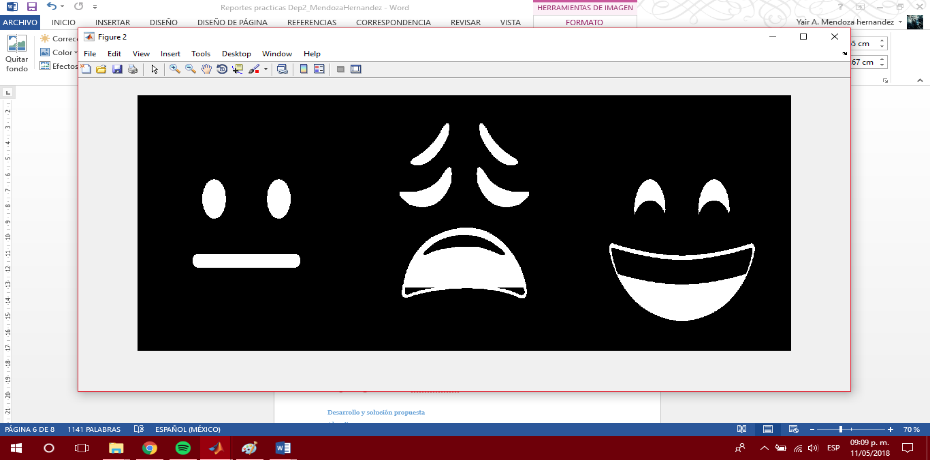 Reportes practicas Dep2_MendozaHernandez - Word
HERRAMIENTAS DE IMAGEN
ARCHIVO INICIO INSERTAR DISEÑO DISEÑO DE PÁGINA REFERENCIAS CORRESPONDENCIA REVISAR VISTA FORMATO
Yair A. Mendoza hernandez
Quitar fondo
Color
Efectos
67 cm
Figure 2
File Edit View Insert Tools Desktop Window Help
Desarrollo y solución propuesta
PÁGINA 6 DE 8 1141 PALABRAS ESPAÑOL (MÉXICO)
70 %
ESP
09:09 p. m.
11/05/2018